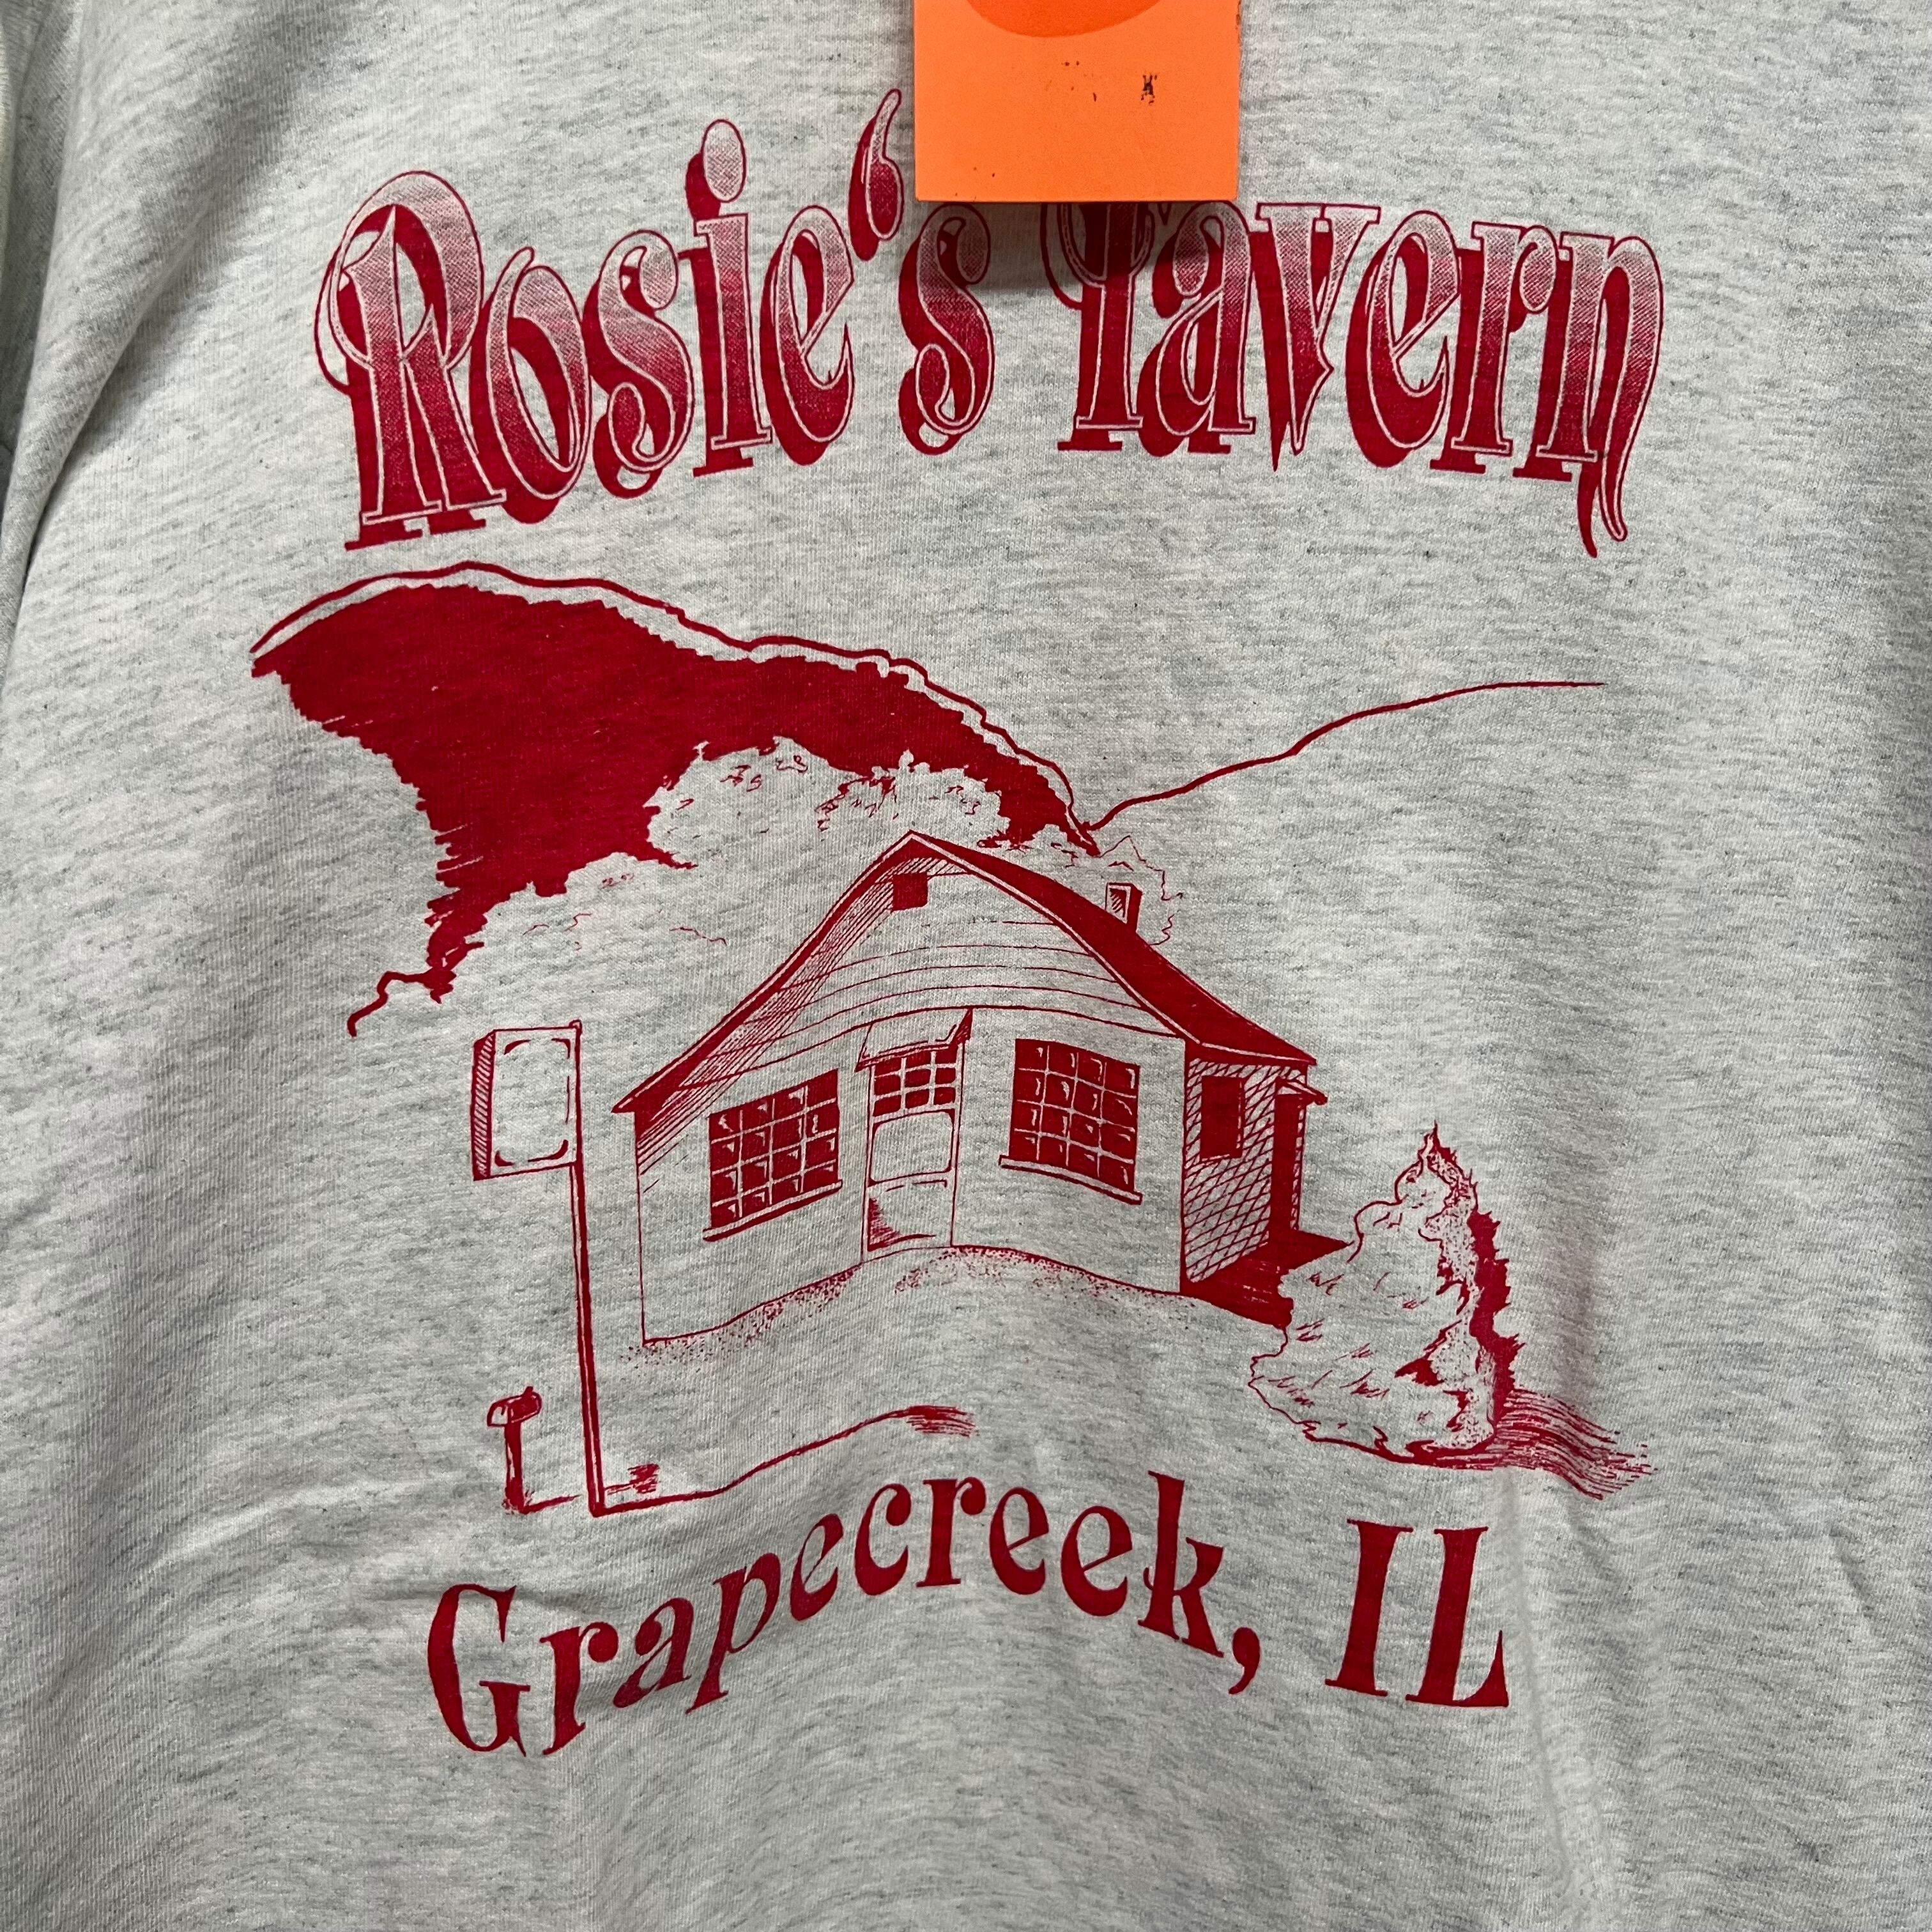 Rosie's Tavern
Grapecreek, IL